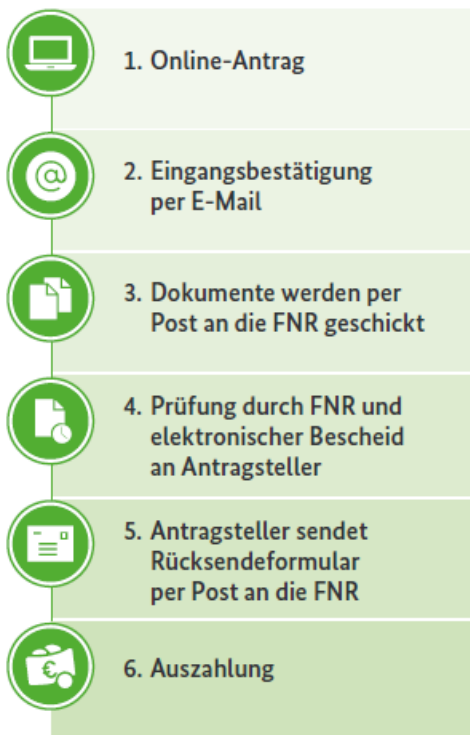 1. Online-Antrag
@
2. Eingangsbestätigung
per E-Mail
3. Dokumente werden per
Post an die FNR geschickt
4. Prüfung durch FNR und
elektronischer Bescheid
an Antragsteller
5. Antragsteller sendet
Rücksendeformular
per Post an die FNR
€
6. Auszahlung